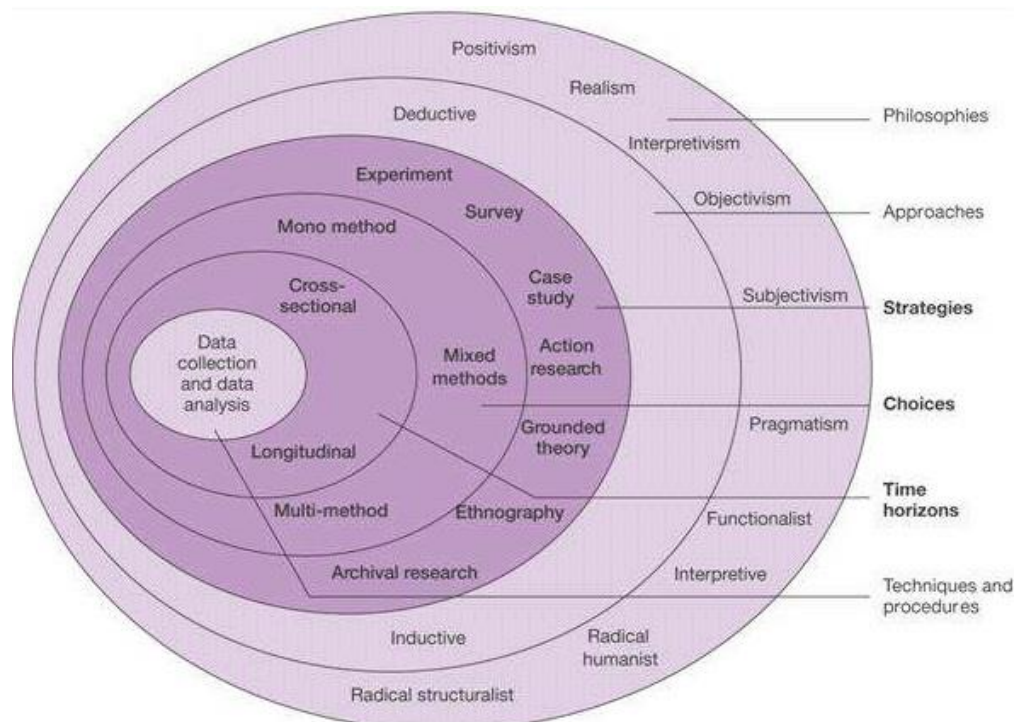 Positivism
Realism
Philosophies
Deductive
Interpretivism
Experiment
Objectivism
Survey
Approaches
Mono method
Case
study
Cross-
sectional
Subjectivism
Strategies
Data
collection
and data
analysis
Mixed
methods
Action
research
Choices
Pragmatism
Grounded
theory
Longitudinal
Time
horizons
Multi-method
Ethnography
Functionalist
Archival research
Interpretive
Techniques and
procedures
Inductive
Radical
humanist
Radical structuralist